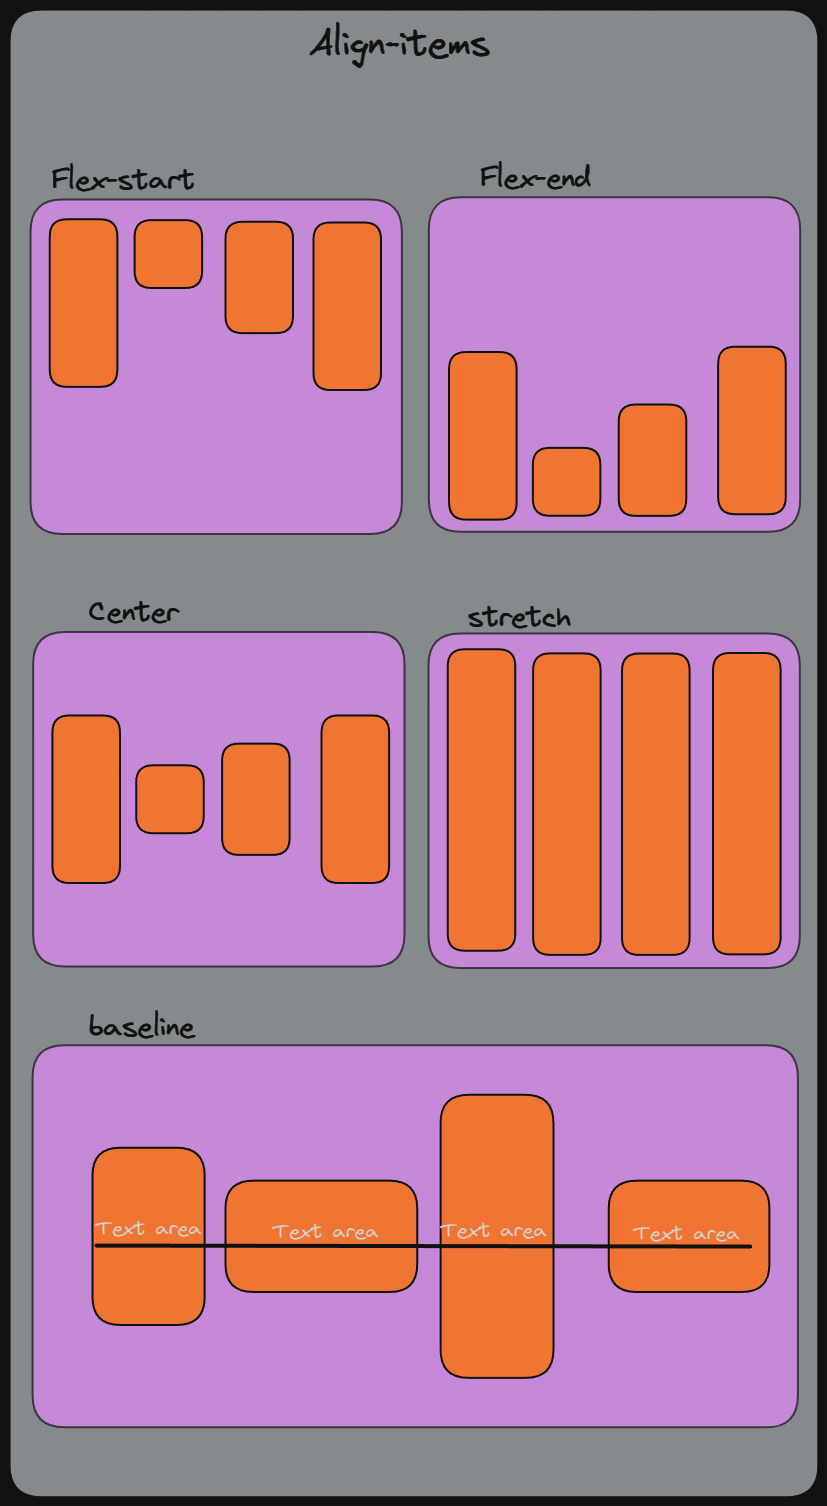 Align-items
Flex-start
Flex-end
Center
stretch
baseline
Text area
Text area
Text area
Text area